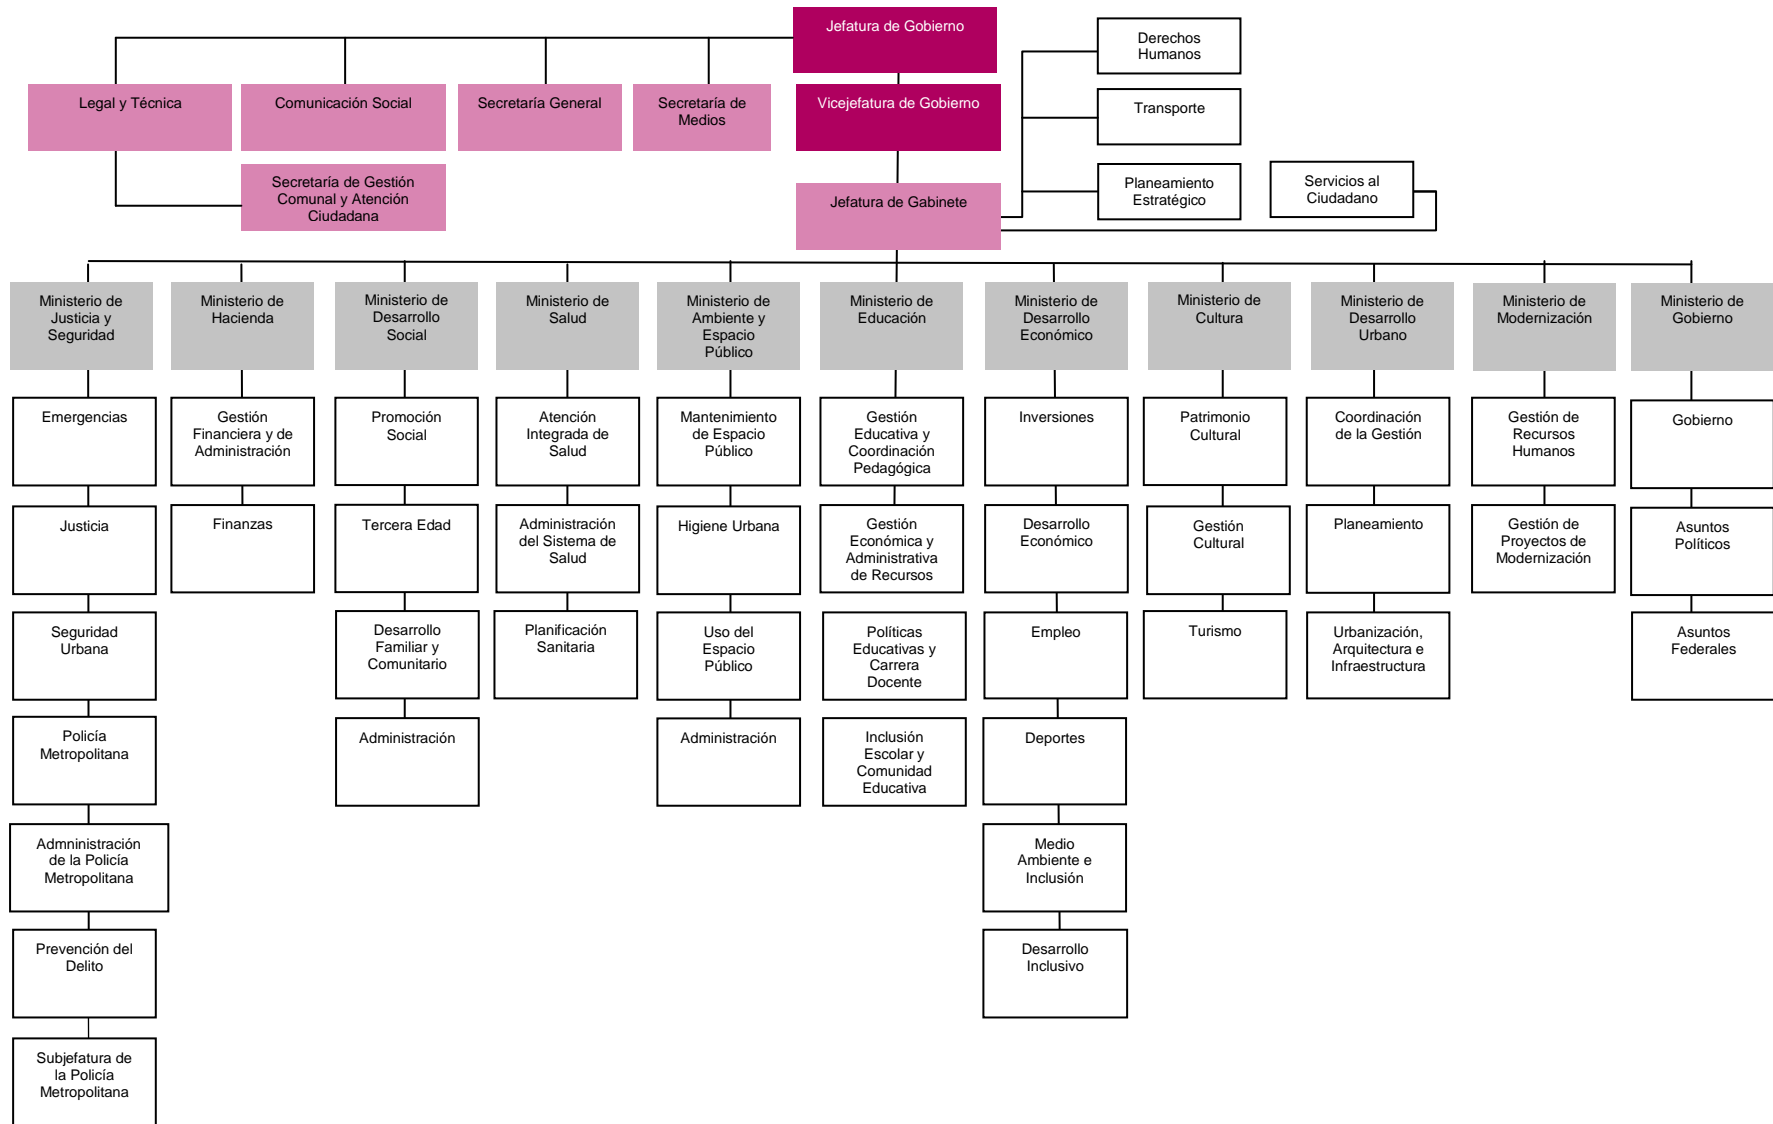 Jefatura de Gobierno
Derechos
Humanos
Legal y Técnica
Comunicación Social
Secretaría General
Secretaría de
Medios
Vicejefatura de Gobierno
Transporte
Secretaría de Gestión
Comunal y Atención
Ciudadana
Jefatura de Gabinete
Planeamiento
Estratégico
Servicios al
Ciudadano
Ministerio de
Justicia y
Seguridad
Ministerio de
Hacienda
Ministerio de
Desarrollo
Social
Ministerio de
Salud
Ministerio de
Ambiente y
Espacio
Público
Ministerio de
Educación
Ministerio de
Desarrollo
Económico
Ministerio de
Cultura
Ministerio de
Desarrollo
Urbano
Ministerio de
Modernización
Ministerio de
Gobierno
Emergencias
Gestión
Financiera y de
Administración
Promoción
Social
Atención
Integrada de
Salud
Mantenimiento
de Espacio
Público
Gestión
Educativa y
Coordinación
Pedagógica
Inversiones
Patrimonio
Cultural
Coordinación
de la Gestión
Gestión de
Recursos
Humanos
Gobierno
Justicia
Finanzas
Tercera Edad
Administración
del Sistema de
Salud
Higiene Urbana
Gestión
Económica y
Administrativa
de Recursos
Desarrollo
Económico
Gestión
Cultural
Planeamiento
Gestión de
Proyectos de
Modernización
Asuntos
Políticos
Seguridad
Urbana
Desarrollo
Familiar y
Comunitario
Planificación
Sanitaria
Uso del
Espacio
Público
Políticas
Educativas y
Carrera
Docente
Empleo
Turismo
Urbanización,
Arquitectura e
Infraestructura
Asuntos
Federales
Policía
Metropolitana
Administración
Administración
Inclusión
Escolar y
Comunidad
Educativa
Deportes
Admninistración
de la Policía
Metropolitana
Medio
Ambiente e
Inclusión
Prevención del
Delito
Desarrollo
Inclusivo
Subjefatura de
la Policía
Metropolitana